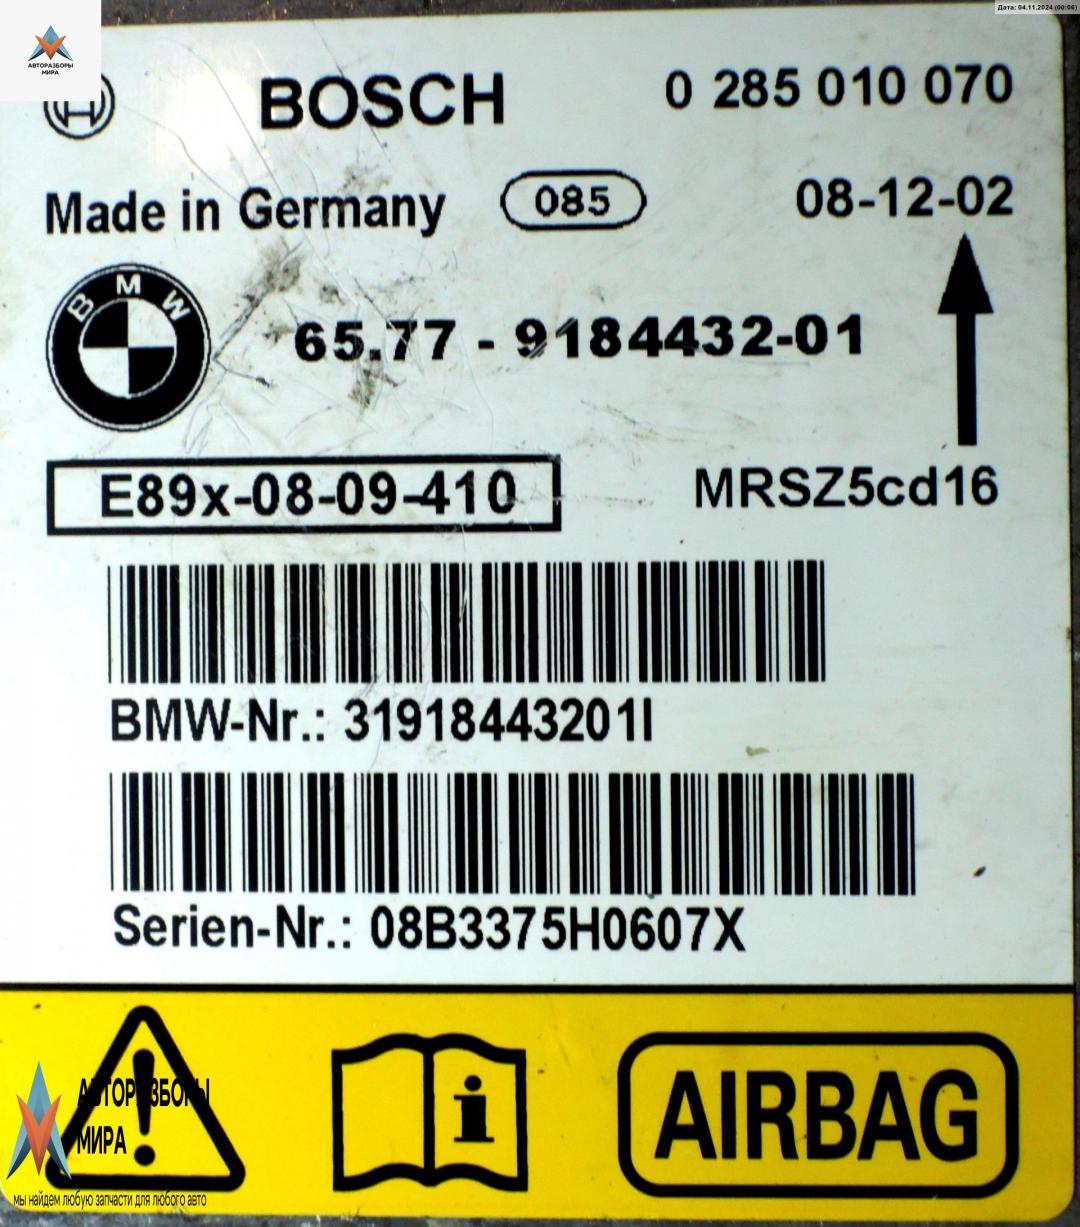 Дата: 04.11.2024 (00:06)
АВТОРАЗБОРЫ
МИРА
BOSCH 0 285 010 070
Made in Germany 085 08-12-02
BMW
65.77 - 9184432-01
E89x-08-09-410 MRSZ5cd16
BMW-Nr.: 31918443201I
Serien-Nr.: 08B3375H0607X
АВТОРАЗБОРЫ
МИРА
мы найдем любую запчасти для любого авто
AIRBAG